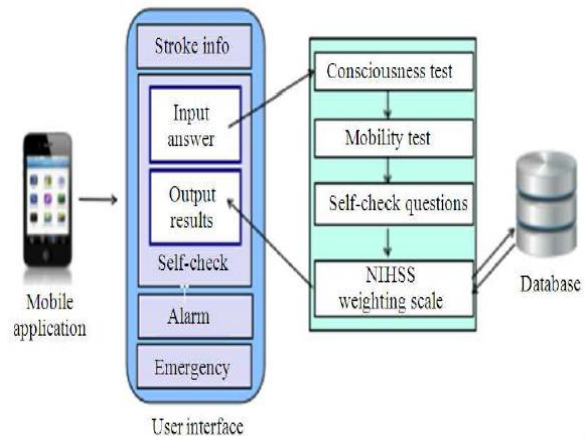 Stroke info
Input
answer
Output
results
Self-check
Alarm
Emergency
User interface
Mobile
application
Consciousness test
Mobility test
Self-check questions
NIHSS
weighting scale
Database